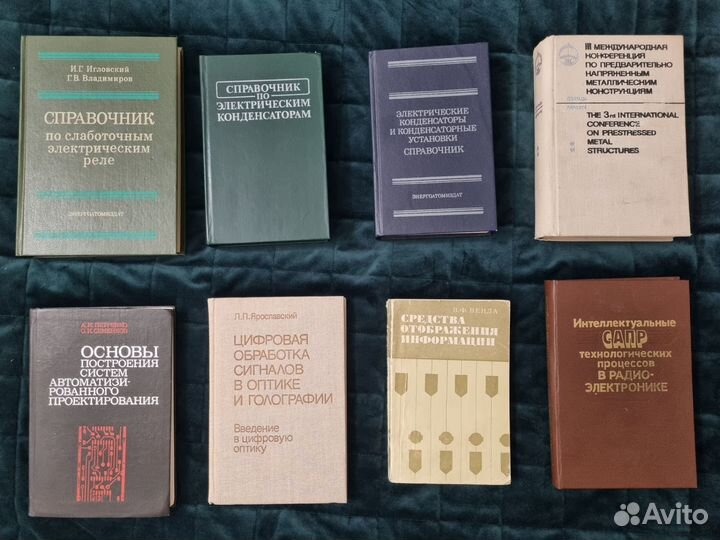 И.Г. Игловский
Г.В. Владимиров
СПРАВОЧНИК
по слаботочным
электрическим
реле
ЭНЕРГОАТОМИЗДАТ
СПРАВОЧНИК
ПО
ЭЛЕКТРИЧЕСКИМ
КОНДЕНСАТОРАМ
ЭЛЕКТРИЧЕСКИЕ
КОНДЕНСАТОРЫ
И КОНДЕНСАТОРНЫЕ
УСТАНОВКИ
СПРАВОЧНИК
ЭНЕРГОАТОМИЗДАТ
III МЕЖДУНАРОДНАЯ
КОНФЕРЕНЦИЯ
ПО ПРЕДВАРИТЕЛЬНО
НАПРЯЖЕННЫМ
МЕТАЛЛИЧЕСКИМ
КОНСТРУКЦИЯМ
THE 3rd INTERNATIONAL
CONFERENCE
ON PRESTRESSED
METAL
STRUCTURES
А.И. ПЕТРЕНКО
О.И. СЕМЕНКОВ
ОСНОВЫ
ПОСТРОЕНИЯ
СИСТЕМ
АВТОМАТИЗИ-
РОВАННОГО
ПРОЕКТИРОВАНИЯ
Л.П. Ярославский
ЦИФРОВАЯ
ОБРАБОТКА
СИГНАЛОВ
В ОПТИКЕ
И ГОЛОГРАФИИ
Введение
в цифровую
оптику
В.Ф. ВЕНДА
СРЕДСТВА
ОТОБРАЖЕНИЯ
ИНФОРМАЦИИ
Интеллектуальные
САПР
технологических
процессов
В РАДИО-
ЭЛЕКТРОНИКЕ
Avito